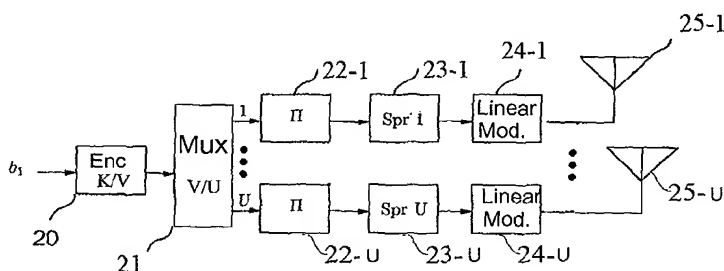 25-1
22-1
23-1
24-1
1
Π
Spr i
Linear
Mod.
Mux
V/U
b₁
Enc
K/V
U
Π
Spr U
Linear
Mod.
25-U
20
21
22-U
23-U
24-U